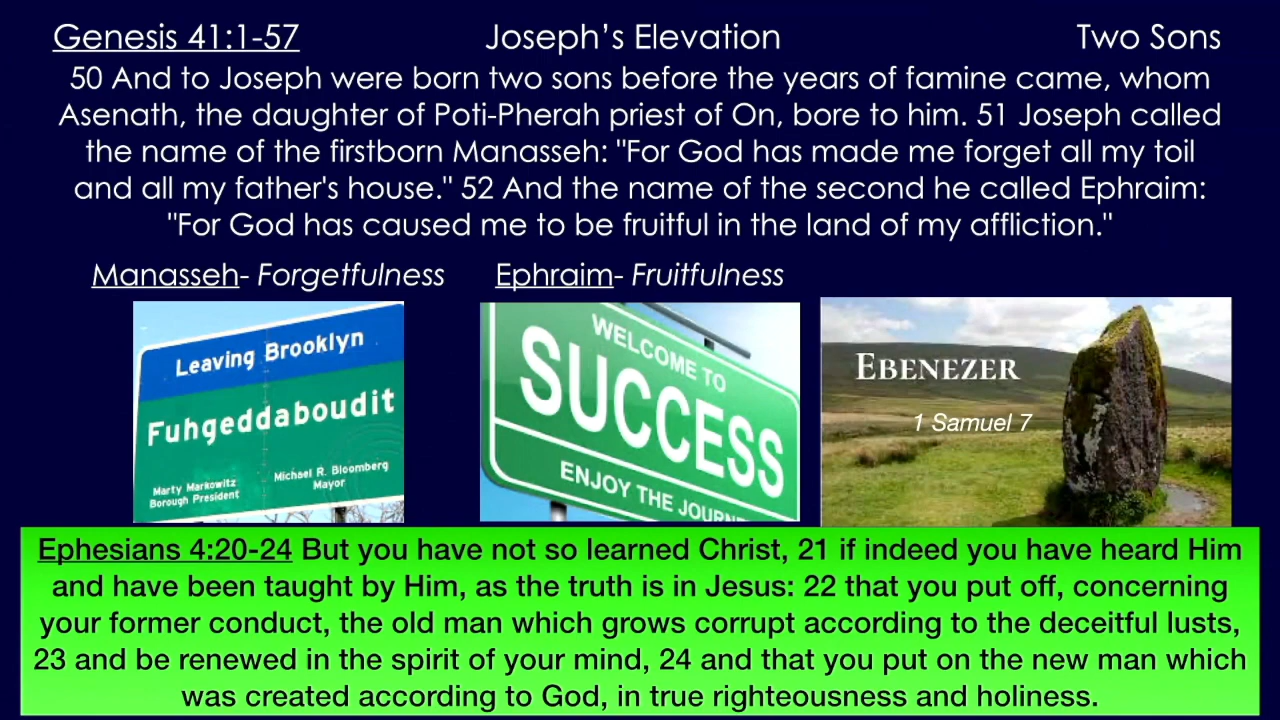 Genesis 41:1-57 Joseph's Elevation Two Sons
50 And to Joseph were born two sons before the years of famine came, whom
Asenath, the daughter of Poti-Pherah priest of On, bore to him. 51 Joseph called
the name of the firstborn Manasseh: "For God has made me forget all my toil
and all my father's house." 52 And the name of the second he called Ephraim:
"For God has caused me to be fruitful in the land of my affliction."
Manasseh- Forgetfulness Ephraim- Fruitfulness
Leaving Brooklyn
Fuhgeddaboudit
Marty Markowitz
Borough President
Michael R. Bloomberg
Mayor
WELCOME TO
SUCCESS
ENJOY THE JOURN
EBENEZER
1 Samuel 7
Ephesians 4:20-24 But you have not so learned Christ, 21 if indeed you have heard Him
and have been taught by Him, as the truth is in Jesus: 22 that you put off, concerning
your former conduct, the old man which grows corrupt according to the deceitful lusts,
23 and be renewed in the spirit of your mind, 24 and that you put on the new man which
was created according to God, in true righteousness and holiness.